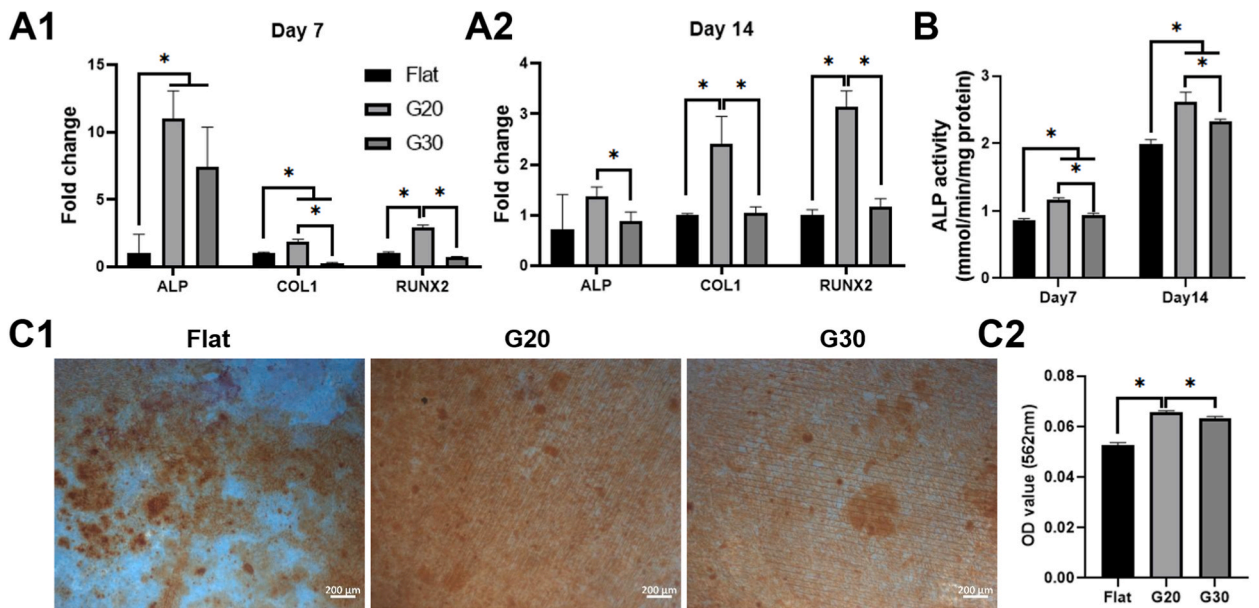 A1
Day 7
Fold change
15
10
5
0
*
*
*
*
*
Flat
G20
G30
ALP
COL1
RUNX2
A2
Day 14
Fold change
4
3
2
1
0
*
*
*
*
*
ALP
COL1
RUNX2
B
ALP activity
(mmol/min/mg protein)
3
2
1
0
*
*
*
*
Day7
Day14
C1
Flat
G20
G30
200 µm
200 µm
200 µm
C2
OD value (562nm)
0.08
0.06
0.04
0.02
0.00
*
*
Flat
G20
G30